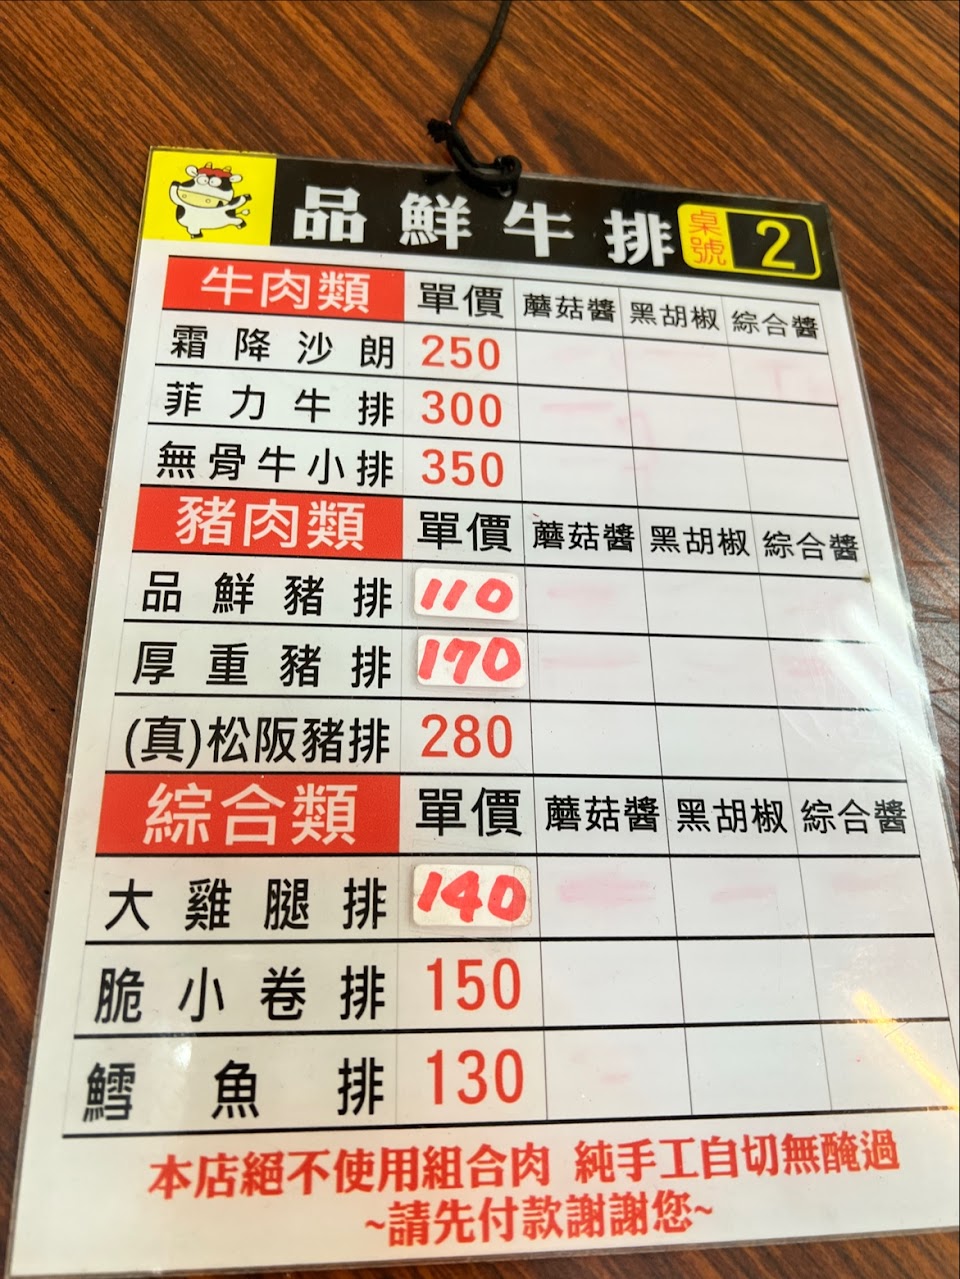 品鮮牛排 桌號 2
牛肉類 單價 蘑菇醬 黑胡椒 綜合醬
霜降沙朗 250
菲力牛排 300
無骨牛小排 350
豬肉類 單價 蘑菇醬 黑胡椒 綜合醬
品鮮豬排 110
厚重豬排 170
(真)松阪豬排 280
綜合類 單價 蘑菇醬 黑胡椒 綜合醬
大雞腿排 140
脆小卷排 150
鱈魚排 130
本店絕不使用組合肉 純手工自切無醃過
~請先付款謝謝您~